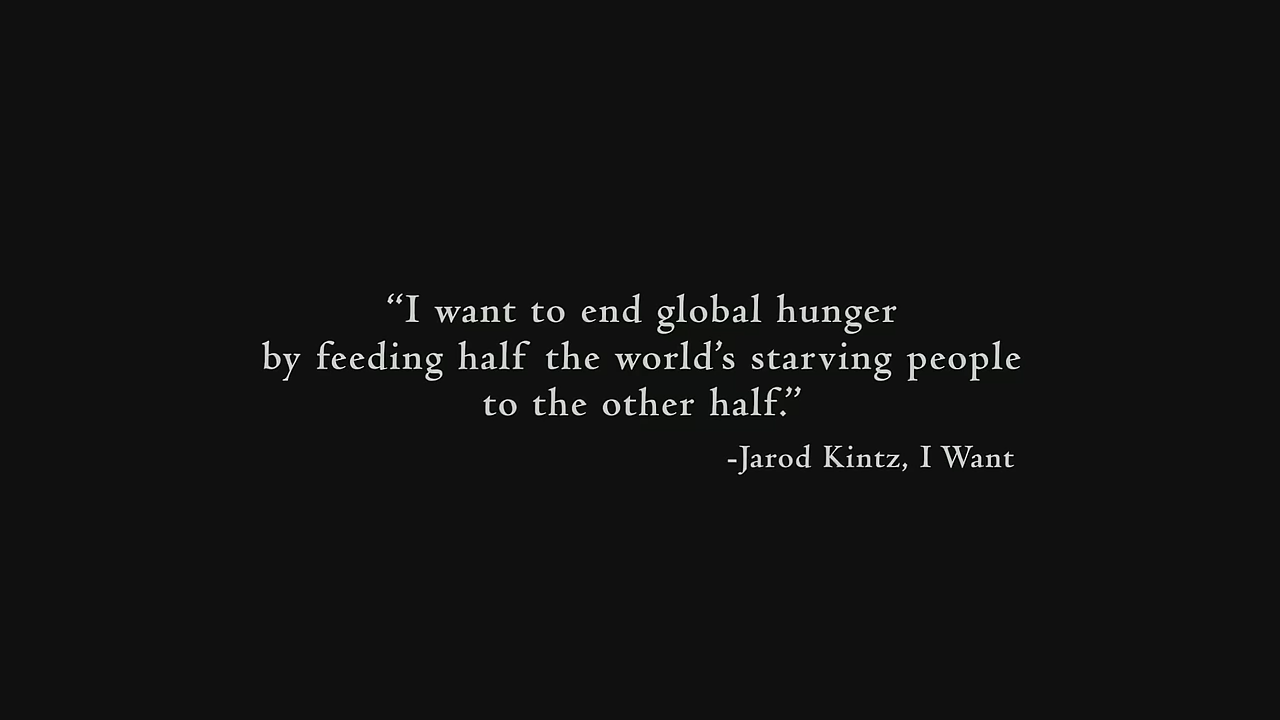 “I want to end global hunger
by feeding half the world’s starving people
to the other half.”
-Jarod Kintz, I Want